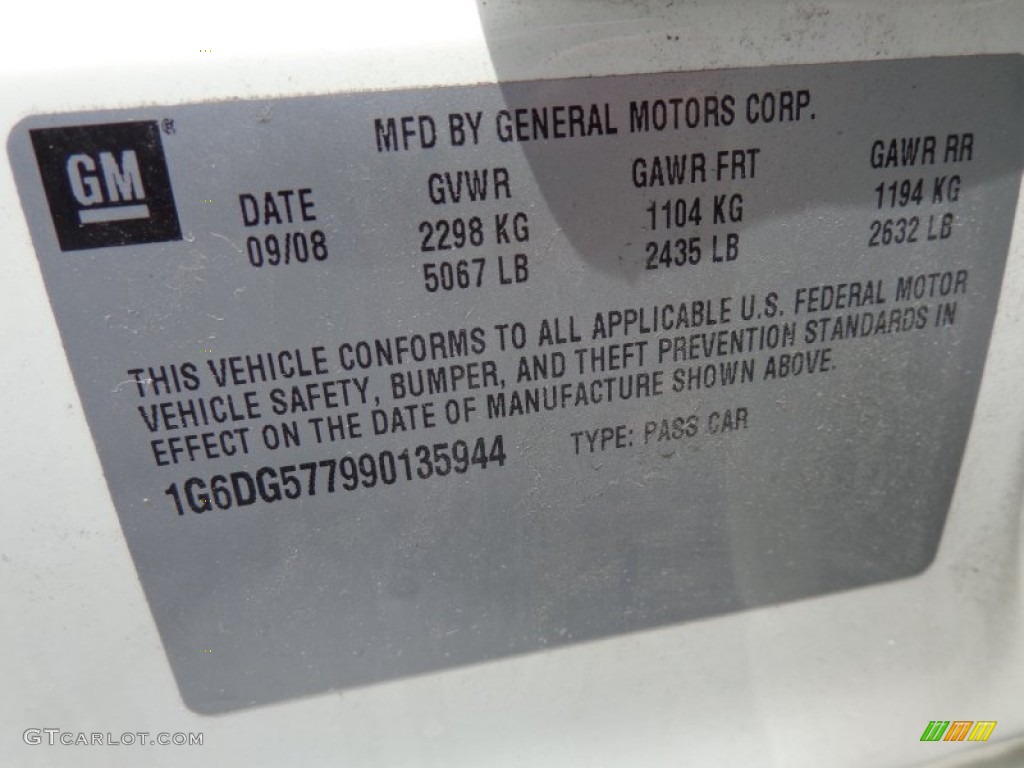 GM®
MFD BY GENERAL MOTORS CORP.
DATE GVWR GAWR FRT GAWR RR
09/08 2298 KG 1104 KG 1194 KG
5067 LB 2435 LB 2632 LB
THIS VEHICLE CONFORMS TO ALL APPLICABLE U.S. FEDERAL MOTOR
VEHICLE SAFETY, BUMPER, AND THEFT PREVENTION STANDARDS IN
EFFECT ON THE DATE OF MANUFACTURE SHOWN ABOVE.
1G6DG577990135944 TYPE: PASS CAR
GTCARLOT.COM